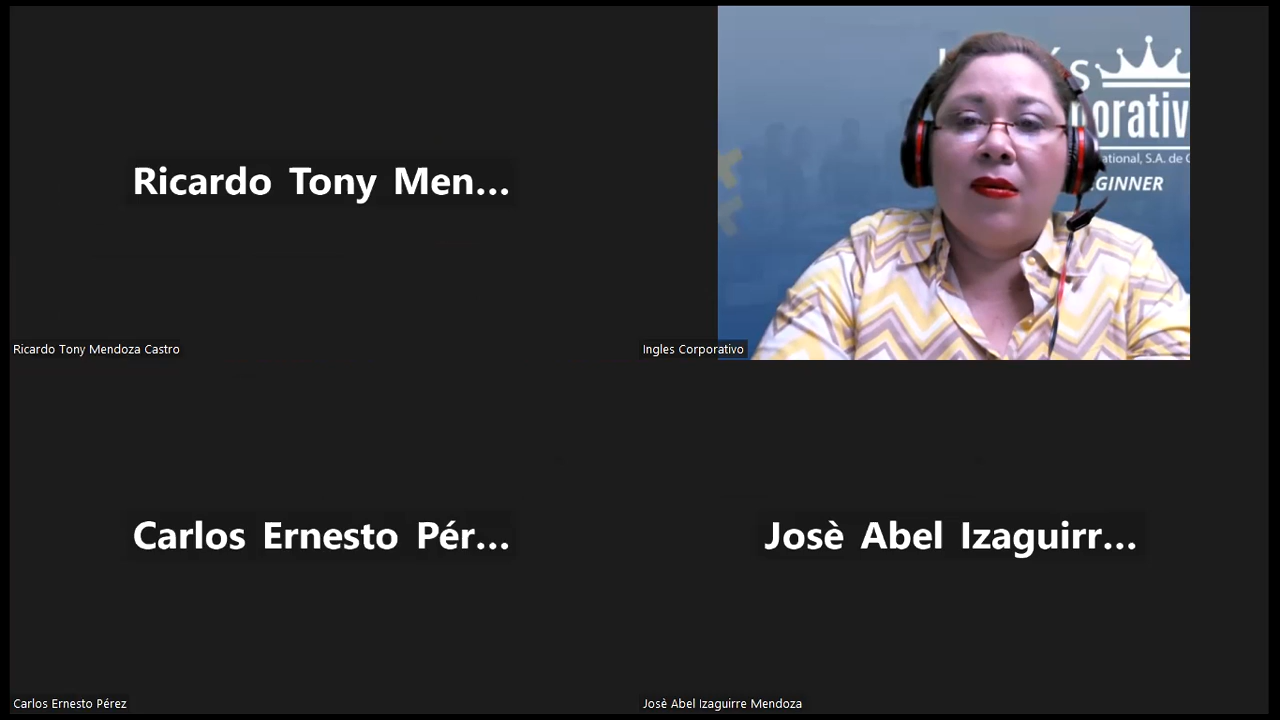 Ricardo Tony Men...
Ricardo Tony Mendoza Castro
s
porativ
ational, S.A. de C
GINNER
Ingles Corporativo
Carlos Ernesto Pér...
Carlos Ernesto Pérez
Josè Abel Izaguirr...
Josè Abel Izaguirre Mendoza